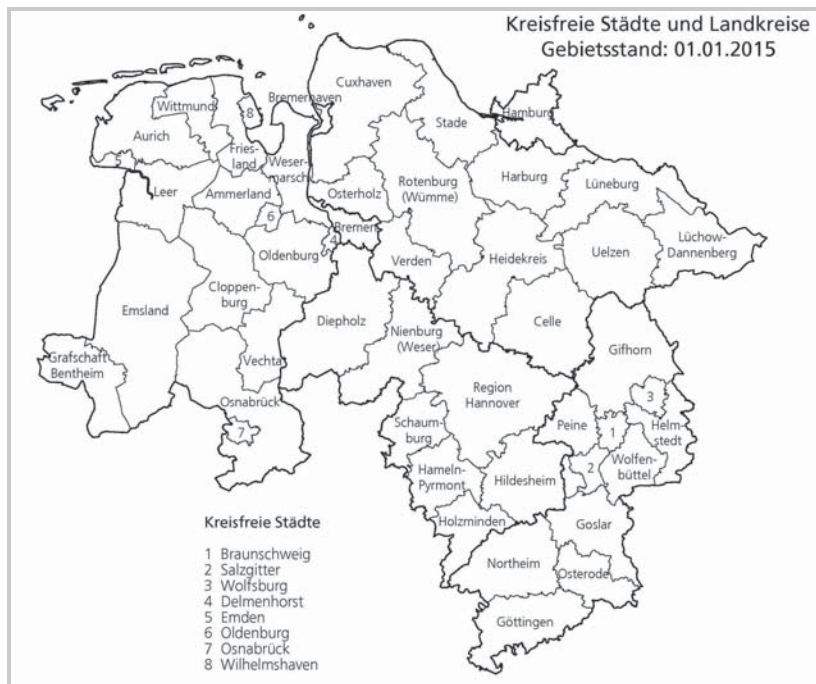 Kreisfreie Städte und Landkreise
Gebietsstand: 01.01.2015
Cuxhaven
Wittmund
8
Bremerhaven
Hamburg
Stade
Aurich
5
Fries-
land
Weser-
marsch
Leer
Ammerland
Osterholz
Rotenburg
(Wümme)
Harburg
Lüneburg
6
Bremen
4
Oldenburg
Verden
Heidekreis
Uelzen
Lüchow-
Dannenberg
Cloppen-
burg
Emsland
Diepholz
Nienburg
(Weser)
Celle
Gifhorn
Grafschaft
Bentheim
Vechta
Region
Hannover
Osnabrück
3
7
Schaum-
burg
Peine
1
Helm-
stedt
Hameln-
Pyrmont
Hildesheim
2
Wolfen-
büttel
Holzminden
Goslar
Northeim
Osterode
Göttingen
Kreisfreie Städte
1 Braunschweig
2 Salzgitter
3 Wolfsburg
4 Delmenhorst
5 Emden
6 Oldenburg
7 Osnabrück
8 Wilhelmshaven